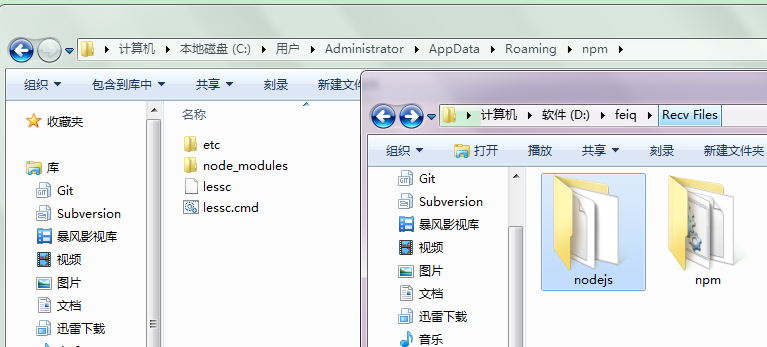 计算机 本地磁盘 (C:) 用户 Administrator AppData Roaming npm
组织 包含到库中 共享 刻录 新建文件夹
收藏夹
库
Git
Subversion
暴风影视库
视频
图片
文档
迅雷下载
名称
etc
node_modules
lessc
lessc.cmd
计算机 软件 (D:) feiq Recv Files
组织 打开 播放 共享 刻录 新建文件夹
Git
Subversion
暴风影视库
视频
图片
文档
迅雷下载
音乐
nodejs
npm